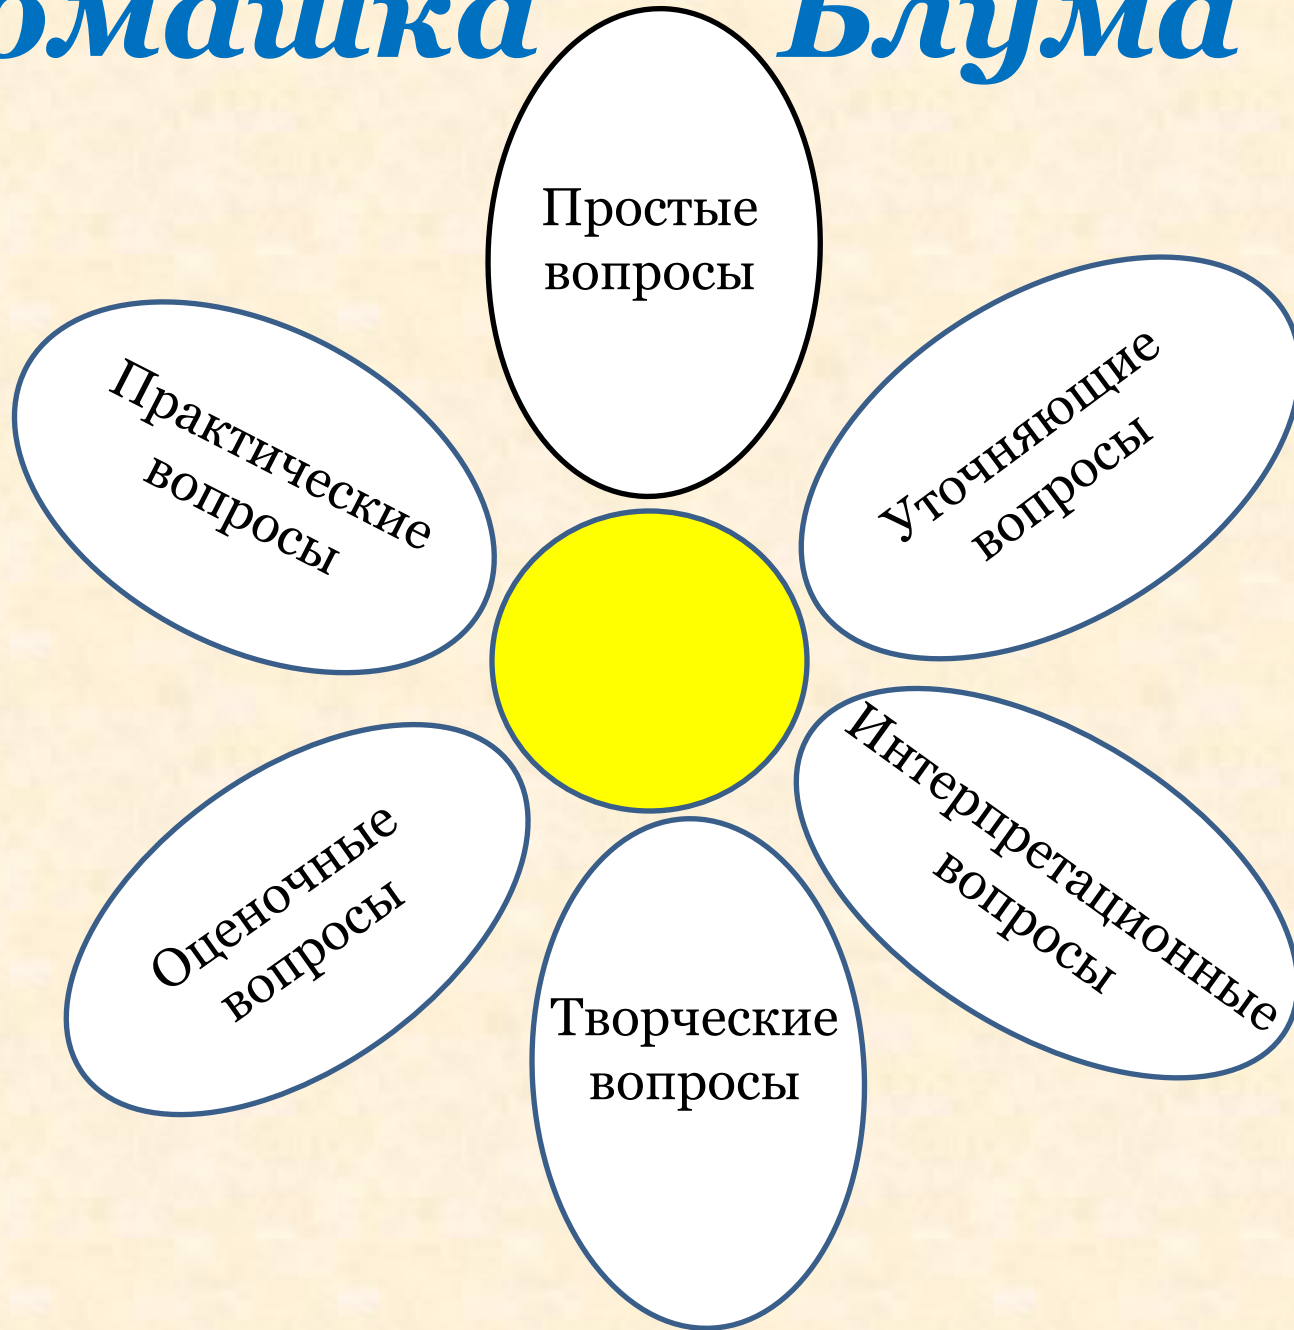 омашка Блума
Простые
вопросы
Уточняющие
вопросы
Интерпретационные
вопросы
Творческие
вопросы
Оценочные
вопросы
Практические
вопросы